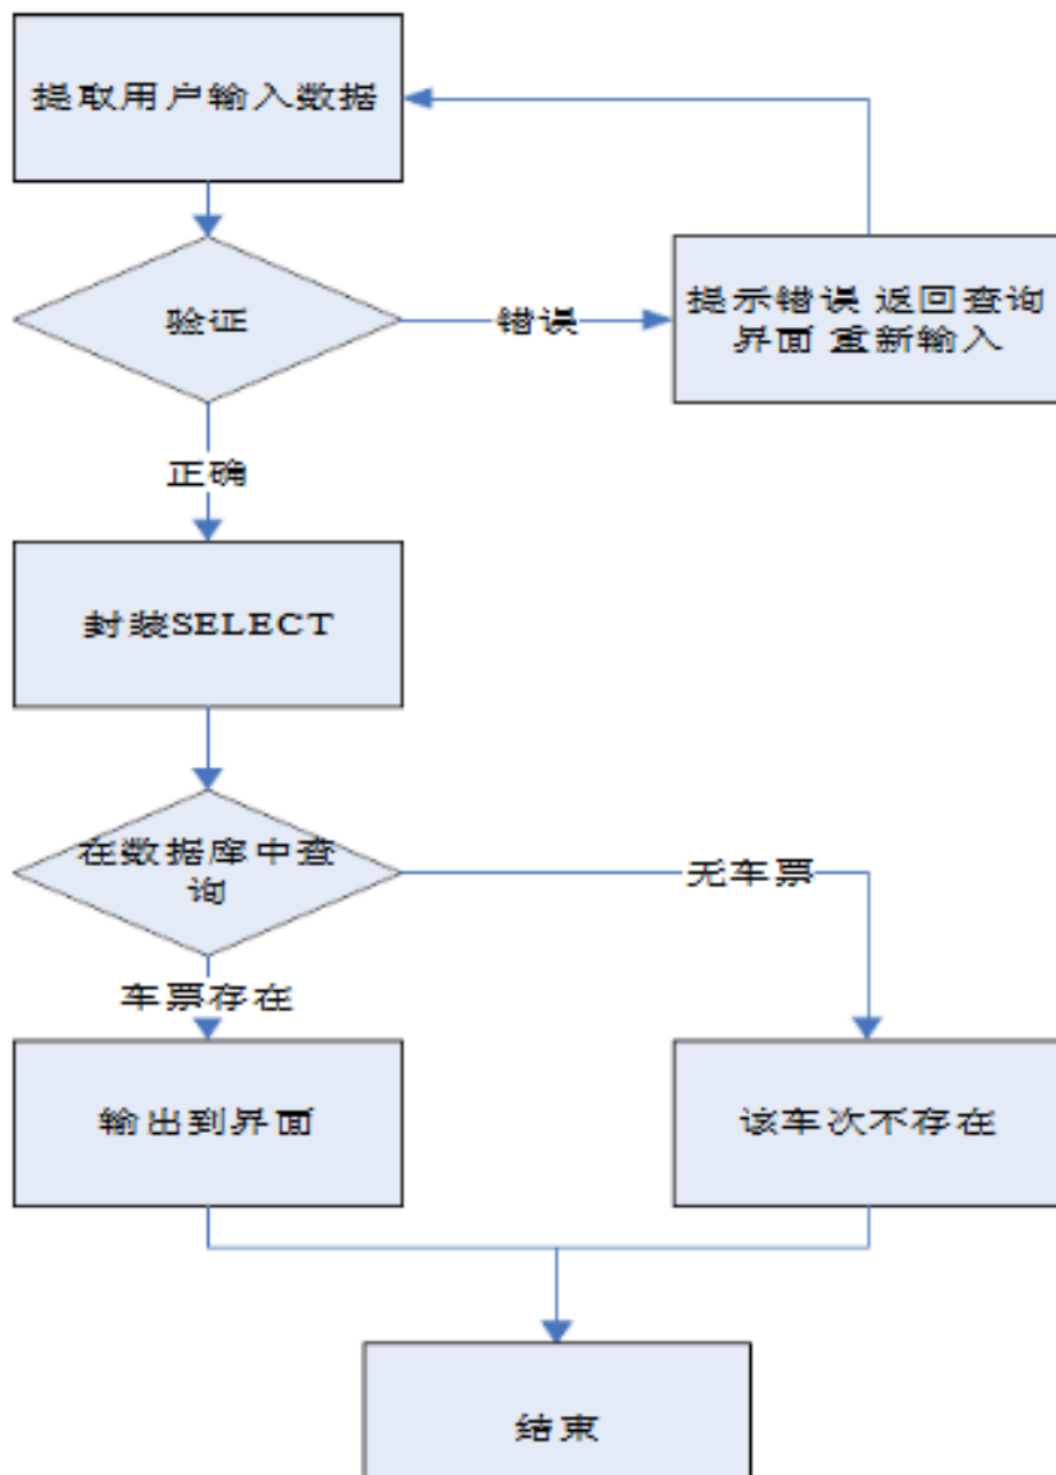 提取用户输入数据
验证
错误
提示错误 返回查询
界面 重新输入
正确
封装SELECT
在数据库中查
询
无车票
车票存在
输出到界面
该车次不存在
结束